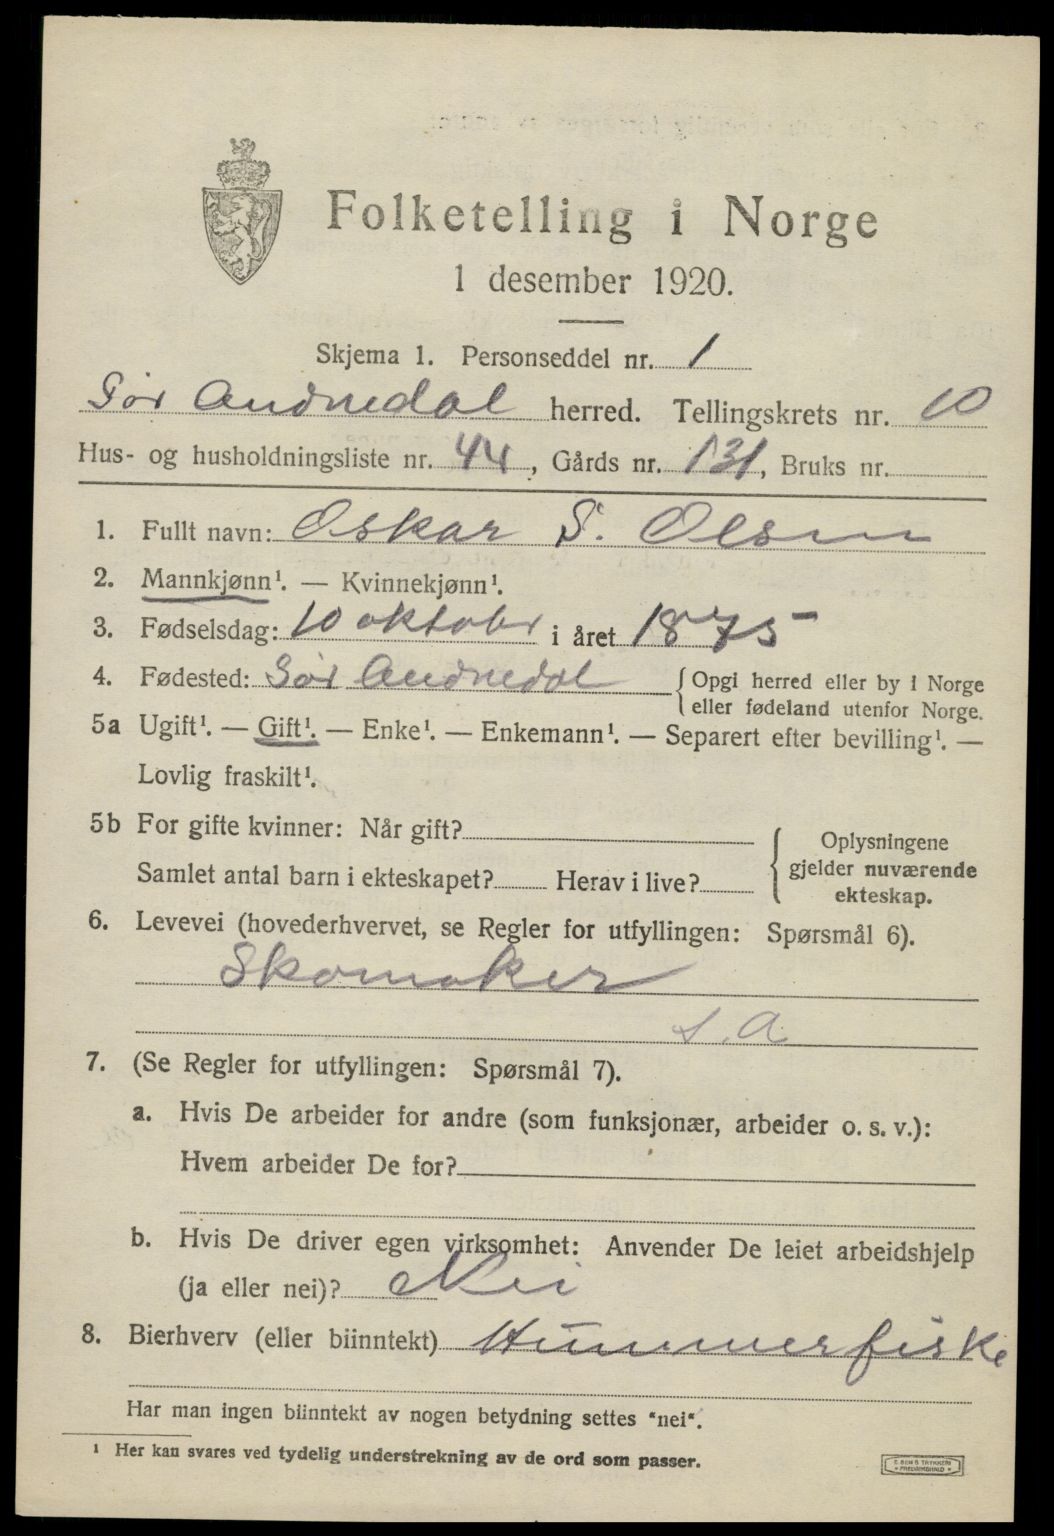 Folketelling i Norge
1 desember 1920.
Skjema 1. Personseddel nr. 1
Sør Audnedal herred. Tellingskrets nr. 10
Hus- og husholdningsliste nr. 44, Gårds nr. 131, Bruks nr.
1. Fullt navn: Oskar S. Olsen
2. Mannkjønn¹. — Kvinnekjønn¹.
3. Fødselsdag: 10 oktober i året 1875
4. Fødested: Sør Audnedal { Opgi herred eller by i Norge
eller fødeland utenfor Norge.
5a Ugift¹. — Gift¹. — Enke¹. — Enkemann¹. — Separert efter bevilling¹. —
Lovlig fraskilt¹.
5b For gifte kvinner: Når gift?
Samlet antal barn i ekteskapet? Herav i live?
{ Oplysningene
gjelder nuværende
ekteskap.
6. Levevei (hovederhvervet, se Regler for utfyllingen: Spørsmål 6).
Skomaker
s. a
7. (Se Regler for utfyllingen: Spørsmål 7).
a. Hvis De arbeider for andre (som funksjonær, arbeider o. s. v.):
Hvem arbeider De for?
b. Hvis De driver egen virksomhet: Anvender De leiet arbeidshjelp
(ja eller nei)? Nei
8. Bierhverv (eller biinntekt) Hummerfiske
Har man ingen biinntekt av nogen betydning settes "nei".
¹ Her kan svares ved tydelig understrekning av de ord som passer.